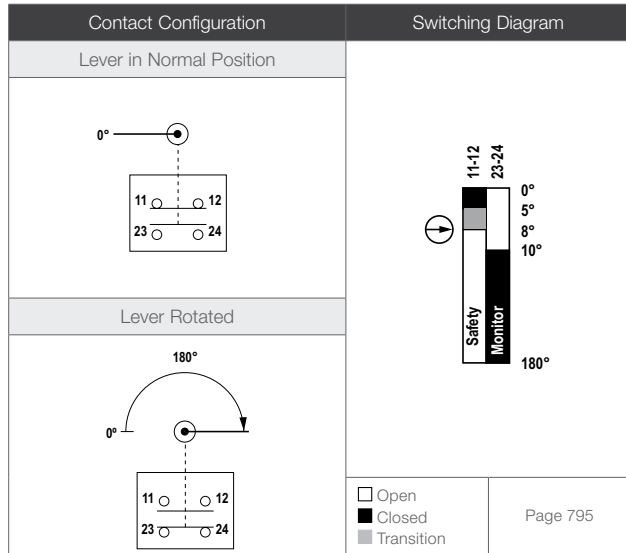 Contact Configuration
Switching Diagram
Lever in Normal Position
0°
11 12
23 24
Lever Rotated
180°
0°
11 12
23 24
11-12 23-24
0°
5°
8°
10°
180°
Safety Monitor
Open
Closed
Transition
Page 795